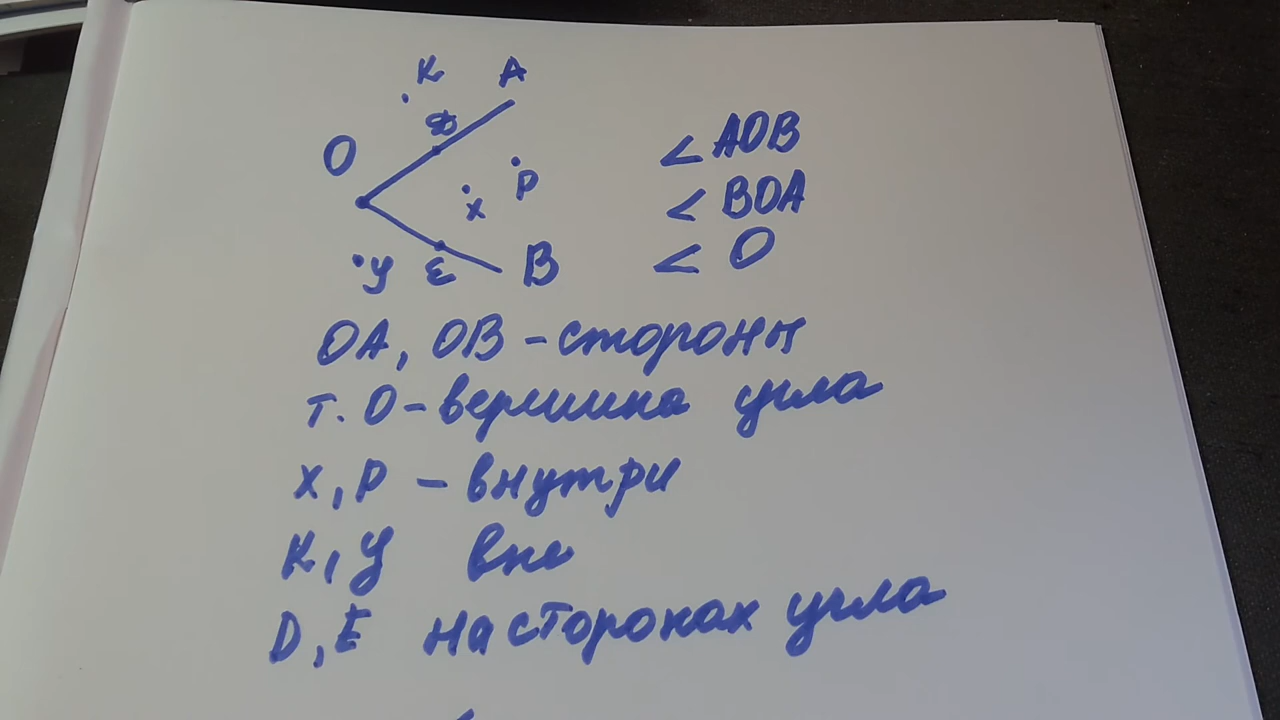 K A
D
O
P
X
У E B
< AOB
< BOA
< O
OA, OB - стороны
т. О - вершина угла
X, P - внутри
K, У вне
D, E на сторонах угла